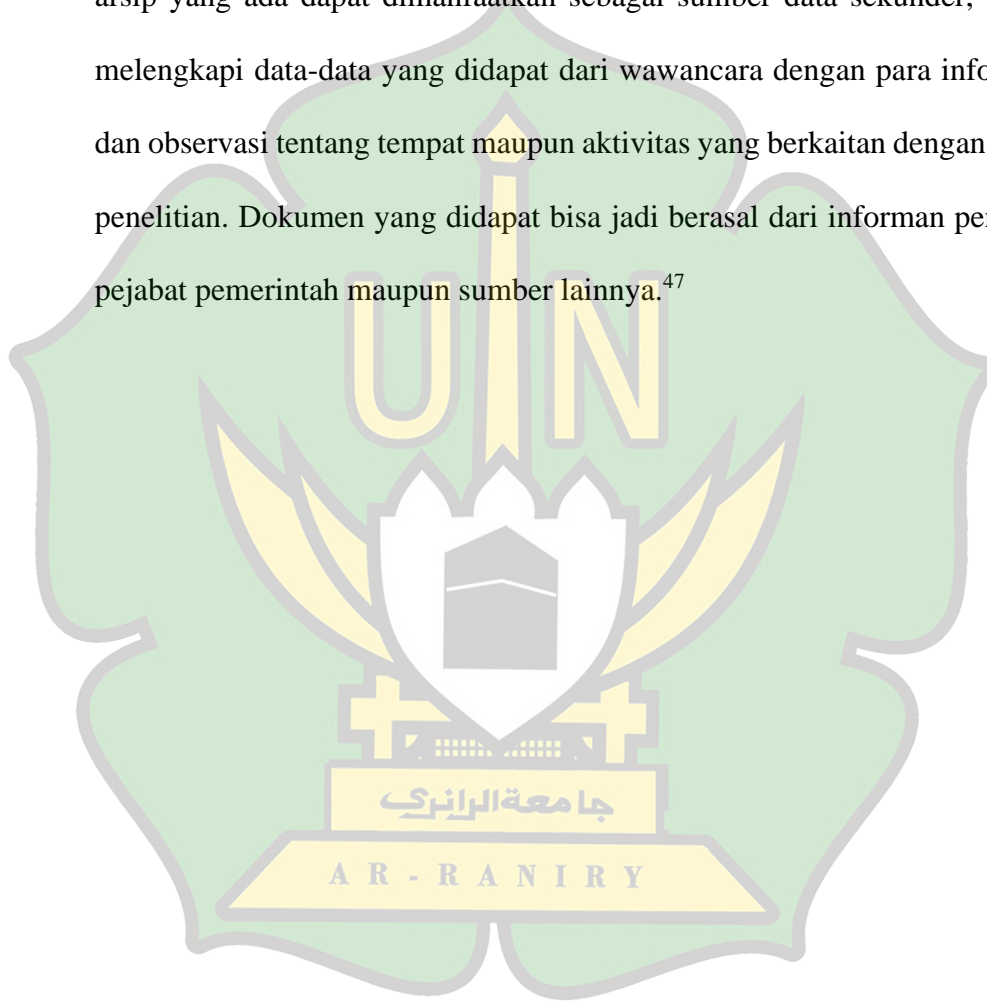 arsip yang ada dapat dimanfaatkan sebagai sumber data sekunder,
melengkapi data-data yang didapat dari wawancara dengan para info
dan observasi tentang tempat maupun aktivitas yang berkaitan dengan
penelitian. Dokumen yang didapat bisa jadi berasal dari informan pe
pejabat pemerintah maupun sumber lainnya.47
UIN
جامعةالرانري
AR-RANIRY